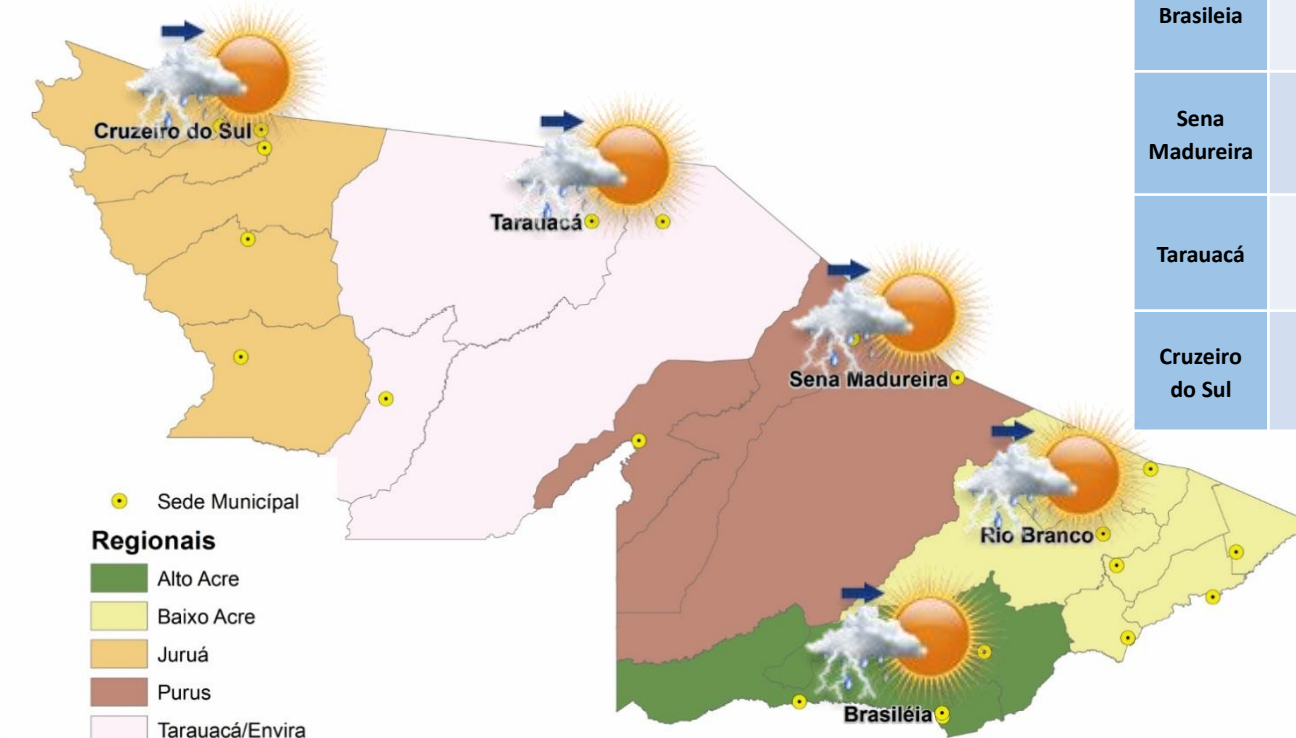 Cruzeiro do Sul
Tarauacá
Sena Madureira
Rio Branco
Brasiléia
Sede Municípal
Regionais
Alto Acre
Baixo Acre
Juruá
Purus
Tarauacá/Envira
Brasileia
Sena
Madureira
Tarauacá
Cruzeiro
do Sul